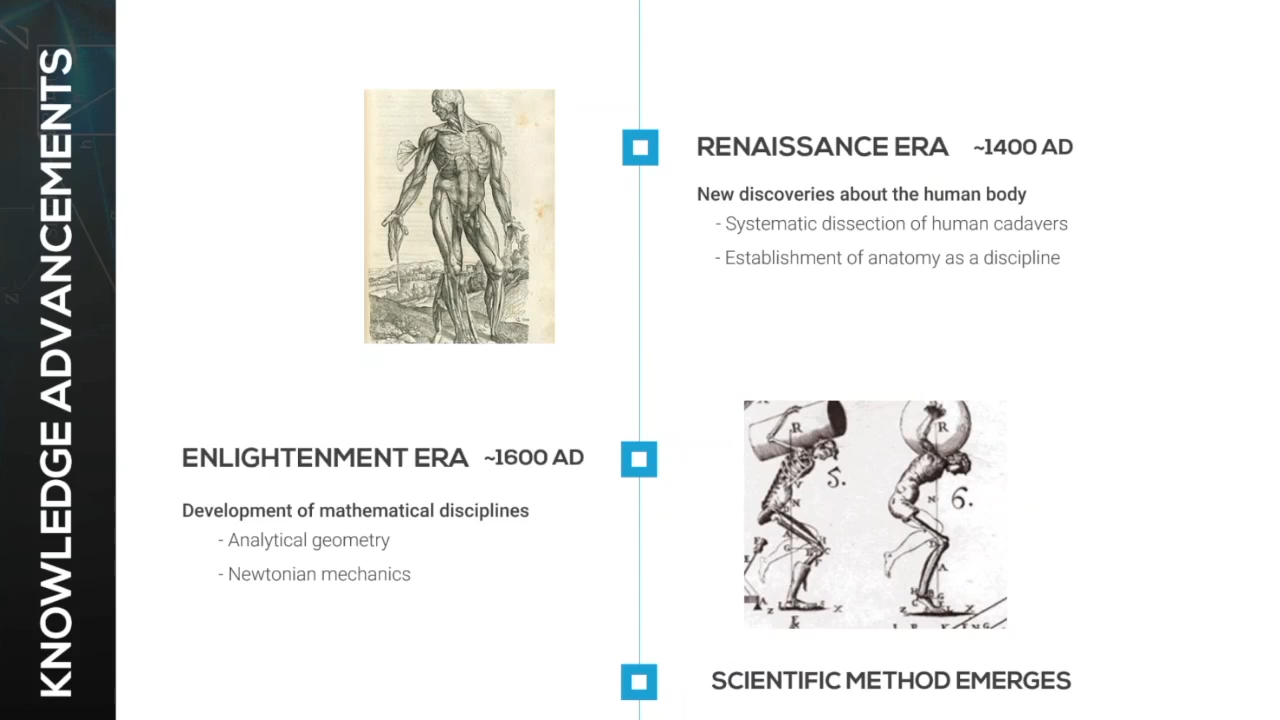 KNOWLEDGE ADVANCEMENTS
RENAISSANCE ERA ~1400 AD
New discoveries about the human body
- Systematic dissection of human cadavers
- Establishment of anatomy as a discipline
ENLIGHTENMENT ERA ~1600 AD
Development of mathematical disciplines
- Analytical geometry
- Newtonian mechanics
R
5.
R
6.
N
SCIENTIFIC METHOD EMERGES